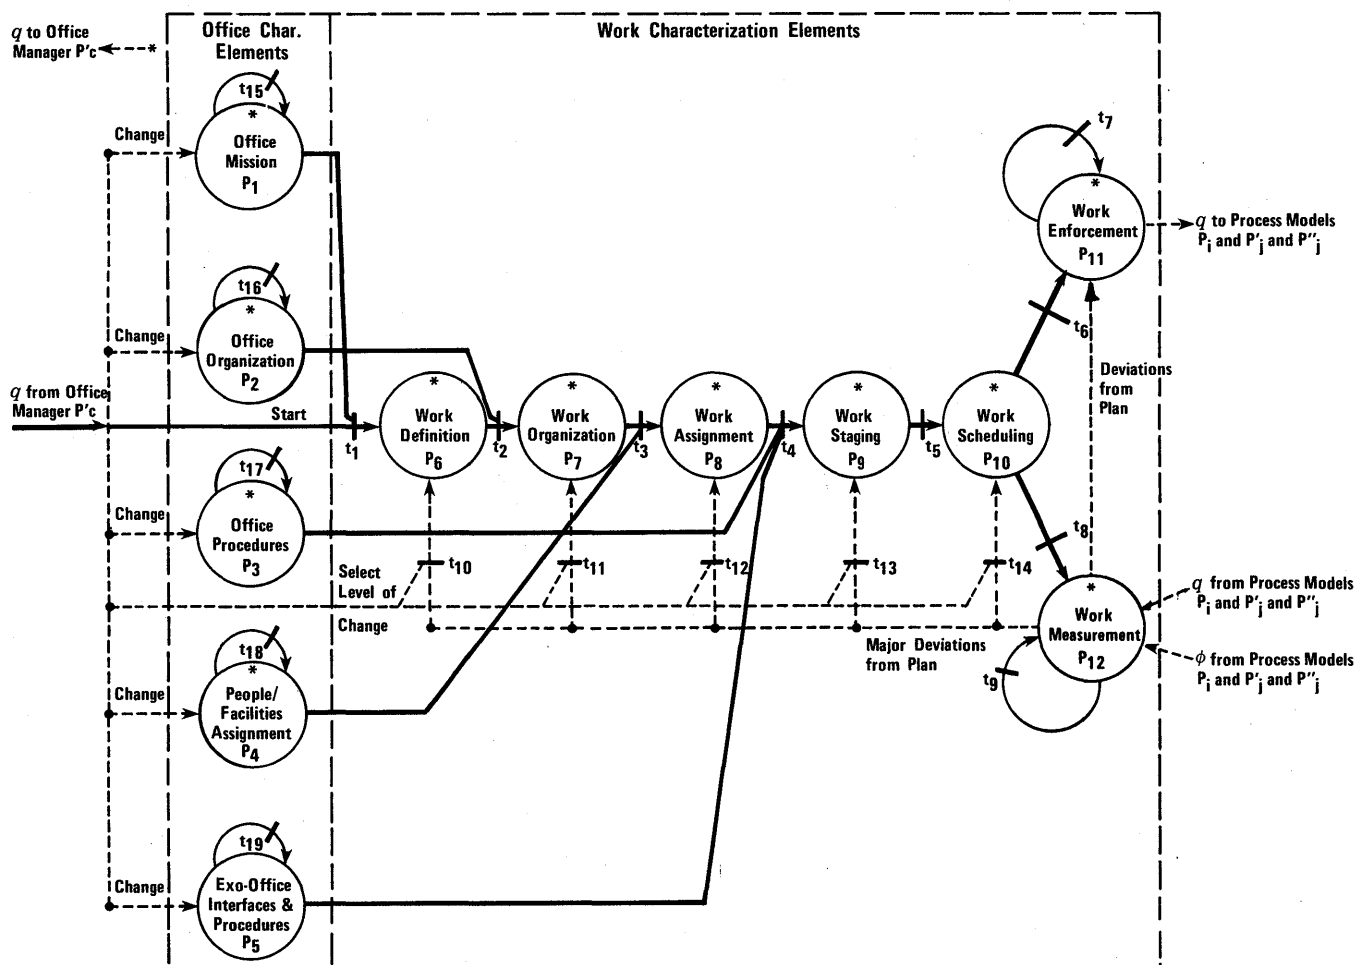 q to Office
Manager P'c
*
Office Char.
Elements
Work Characterization Elements
t15
*
Office
Mission
P1
Change
t7
*
Work
Enforcement
P11
q to Process Models
Pi and P'j and P''j
t16
*
Office
Organization
P2
Change
t6
Deviations
from
Plan
q from Office
Manager P'c
Start
t1
*
Work
Definition
P6
t2
*
Work
Organization
P7
t3
*
Work
Assignment
P8
t4
*
Work
Staging
P9
t5
*
Work
Scheduling
P10
t17
*
Office
Procedures
P3
Change
t8
Select
Level of
Change
t10
t11
t12
t13
t14
*
Work
Measurement
P12
q from Process Models
Pi and P'j and P''j
ϕ from Process Models
Pi and P'j and P''j
Major Deviations
from Plan
t9
t18
*
People/
Facilities
Assignment
P4
Change
t19
Exo-Office
Interfaces &
Procedures
P5
Change